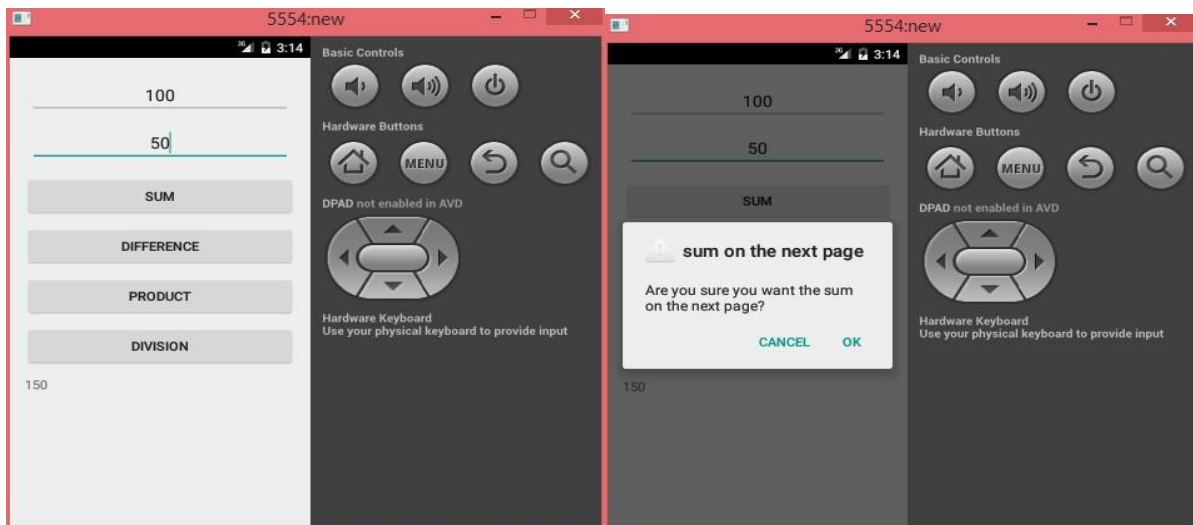 5554:new
3G 3:14
100
50
SUM
DIFFERENCE
PRODUCT
DIVISION
150
Basic Controls
Hardware Buttons
MENU
DPAD not enabled in AVD
Hardware Keyboard
Use your physical keyboard to provide input
5554:new
3G 3:14
100
50
SUM
sum on the next page
Are you sure you want the sum
on the next page?
CANCEL OK
150
Basic Controls
Hardware Buttons
MENU
DPAD not enabled in AVD
Hardware Keyboard
Use your physical keyboard to provide input